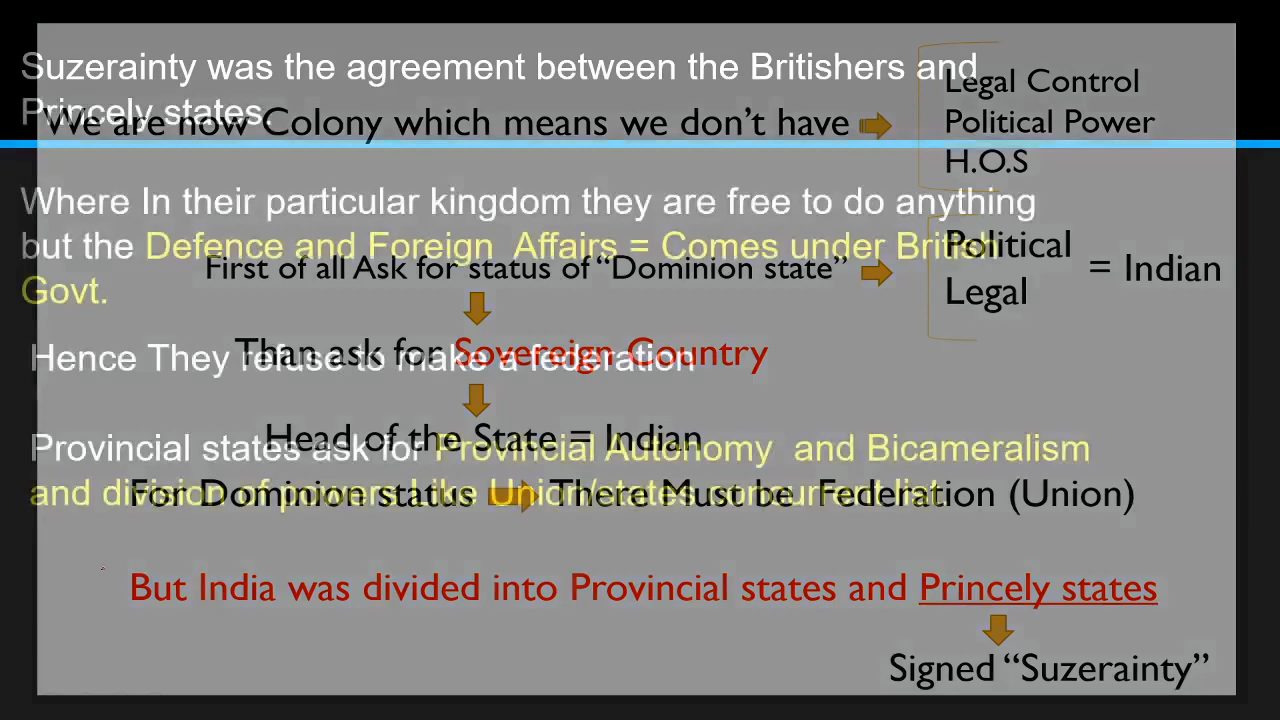 Suzerainty was the agreement between the Britishers and
Princely states.
Where In their particular kingdom they are free to do anything
but the Defence and Foreign Affairs = Comes under British
Govt.
Hence They refuse to make a federation
Provincial states ask for Provincial Autonomy and Bicameralism
and division of powers Like Union/states concurrent list.
We are now Colony which means we don't have
Legal Control
Political Power
H.O.S
First of all Ask for status of “Dominion state”
Political
Legal
= Indian
Than ask for Sovereign Country
Head of the State = Indian
For Dominion status There Must be Federation (Union)
But India was divided into Provincial states and Princely states
Signed “Suzerainty”